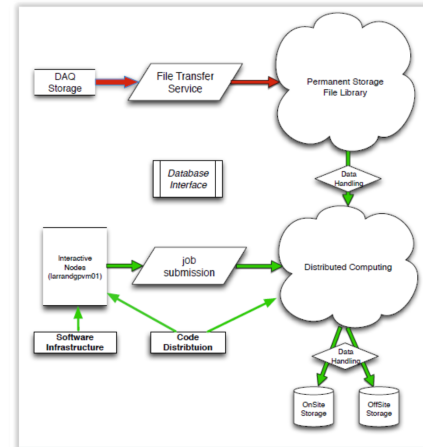 DAQ
Storage
File Transfer
Service
Permanent Storage
File Library
Database
Interface
Data
Handling
Interactive
Nodes
(larrandgpvm01)
job
submission
Distributed Computing
Software
Infrastructure
Code
Distribtuion
Data
Handling
OnSite
Storage
OffSite
Storage